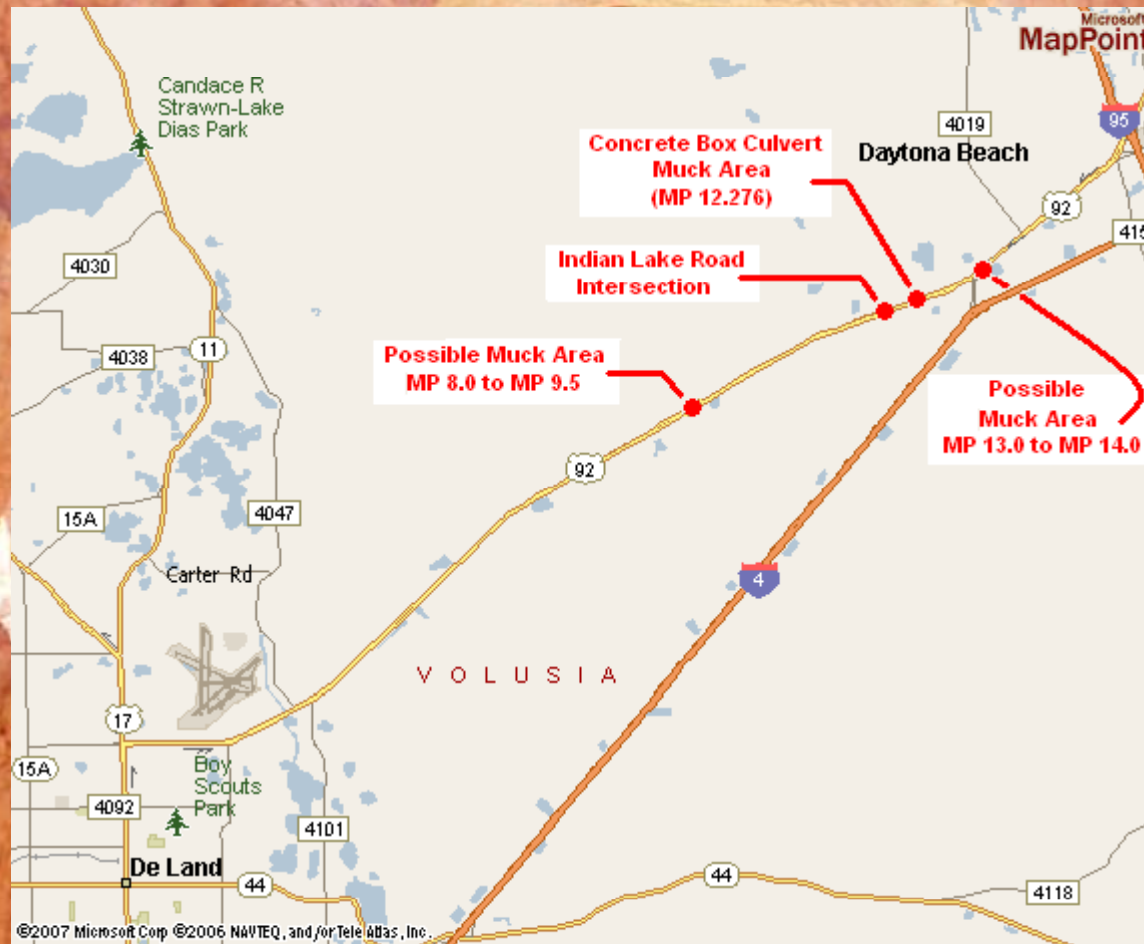 Microsoft
MapPoint
Candace R
Strawn-Lake
Dias Park
95
4019
Concrete Box Culvert
Muck Area
(MP 12.276)
Daytona Beach
92
415
4030
Indian Lake Road
Intersection
11
4038
Possible Muck Area
MP 8.0 to MP 9.5
Possible
Muck Area
MP 13.0 to MP 14.0
92
15A
4047
Carter Rd
4
VOLUSIA
17
15A
Boy
Scouts
Park
4092
4101
De Land
44
44
4118
©2007 Microsoft Corp ©2006 NAVTEQ, and/or Tele Atlas, Inc.